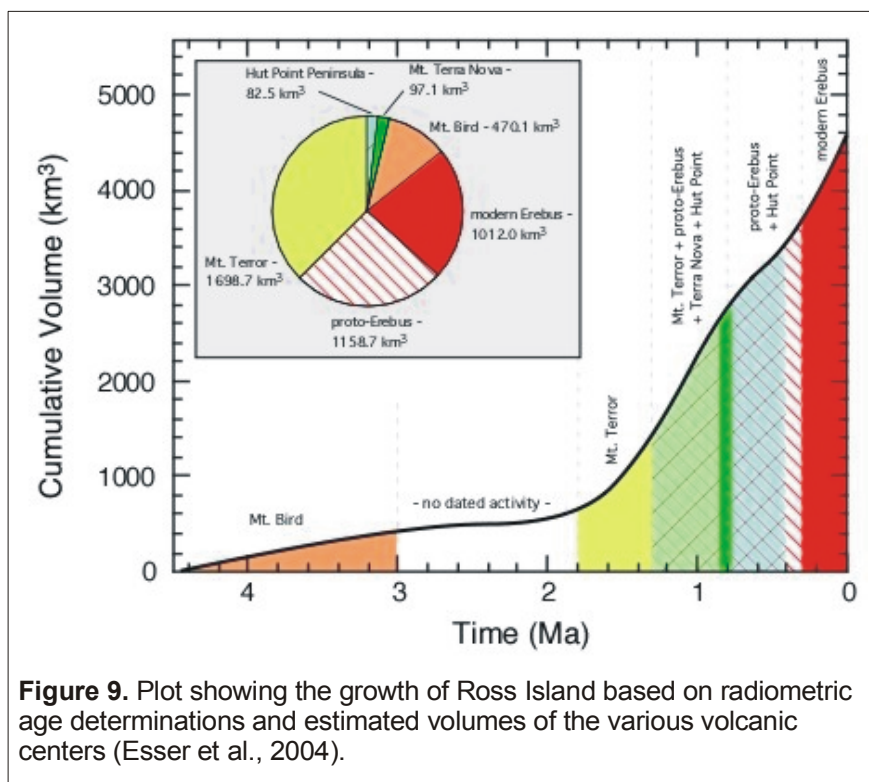 Cumulative Volume (km³)
5000
4000
3000
2000
1000
0
Hut Point Peninsula -
82.5 km³
Mt. Terra Nova -
97.1 km³
Mt. Bird - 470.1 km³
modern Erebus -
1012.0 km³
proto-Erebus -
1158.7 km³
Mt. Terror -
1698.7 km³
Mt. Bird
- no dated activity -
Mt. Terror
Mt. Terror + proto-Erebus
+ Terra Nova + Hut Point
proto-Erebus
+ Hut Point
modern Erebus
4
3
2
1
0
Time (Ma)
Figure 9. Plot showing the growth of Ross Island based on radiometric
age determinations and estimated volumes of the various volcanic
centers (Esser et al., 2004).